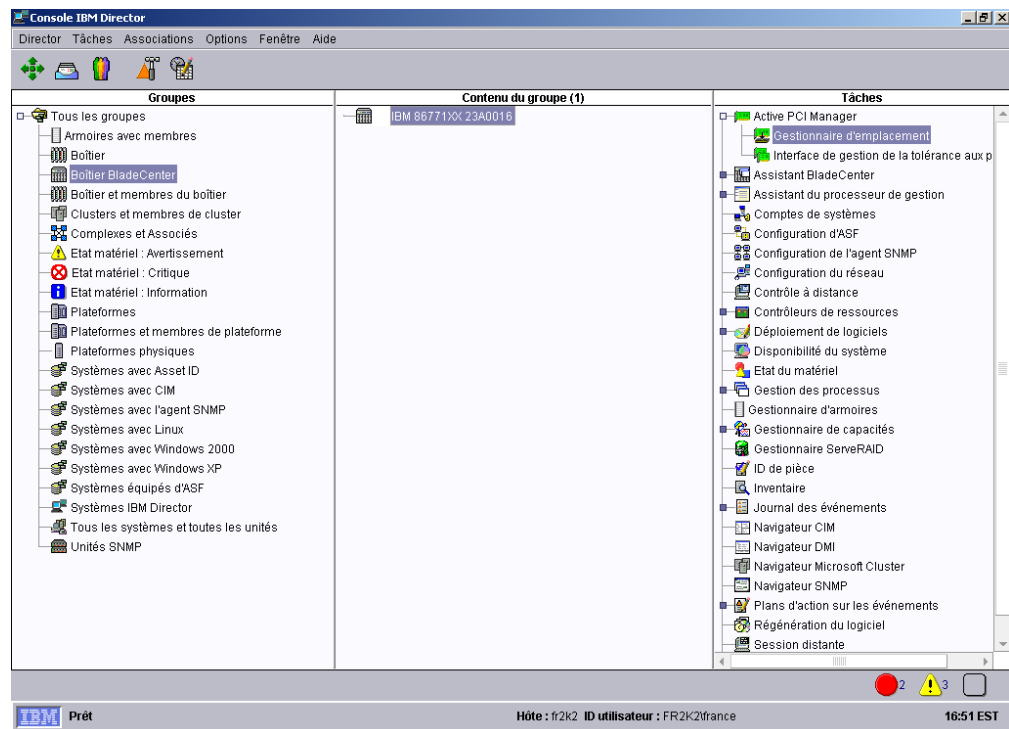 Console IBM Director
Director Tâches Associations Options Fenêtre Aide
Groupes
Tous les groupes
Armoires avec membres
Boîtier
Boîtier BladeCenter
Boîtier et membres du boîtier
Clusters et membres de cluster
Complexes et Associés
Etat matériel : Avertissement
Etat matériel : Critique
Etat matériel : Information
Plateformes
Plateformes et membres de plateforme
Plateformes physiques
Systèmes avec Asset ID
Systèmes avec CIM
Systèmes avec l'agent SNMP
Systèmes avec Linux
Systèmes avec Windows 2000
Systèmes avec Windows XP
Systèmes équipés d'ASF
Systèmes IBM Director
Tous les systèmes et toutes les unités
Unités SNMP
Contenu du groupe (1)
IBM 86771XX 23A0016
Tâches
Active PCI Manager
Gestionnaire d'emplacement
Interface de gestion de la tolérance aux p
Assistant BladeCenter
Assistant du processeur de gestion
Comptes de systèmes
Configuration d'ASF
Configuration de l'agent SNMP
Configuration du réseau
Contrôle à distance
Contrôleurs de ressources
Déploiement de logiciels
Disponibilité du système
Etat du matériel
Gestion des processus
Gestionnaire d'armoires
Gestionnaire de capacités
Gestionnaire ServeRAID
ID de pièce
Inventaire
Journal des événements
Navigateur CIM
Navigateur DMI
Navigateur Microsoft Cluster
Navigateur SNMP
Plans d'action sur les événements
Régénération du logiciel
Session distante
2 3
IBM Prêt Hôte : fr2k2 ID utilisateur : FR2K2\france 16:51 EST